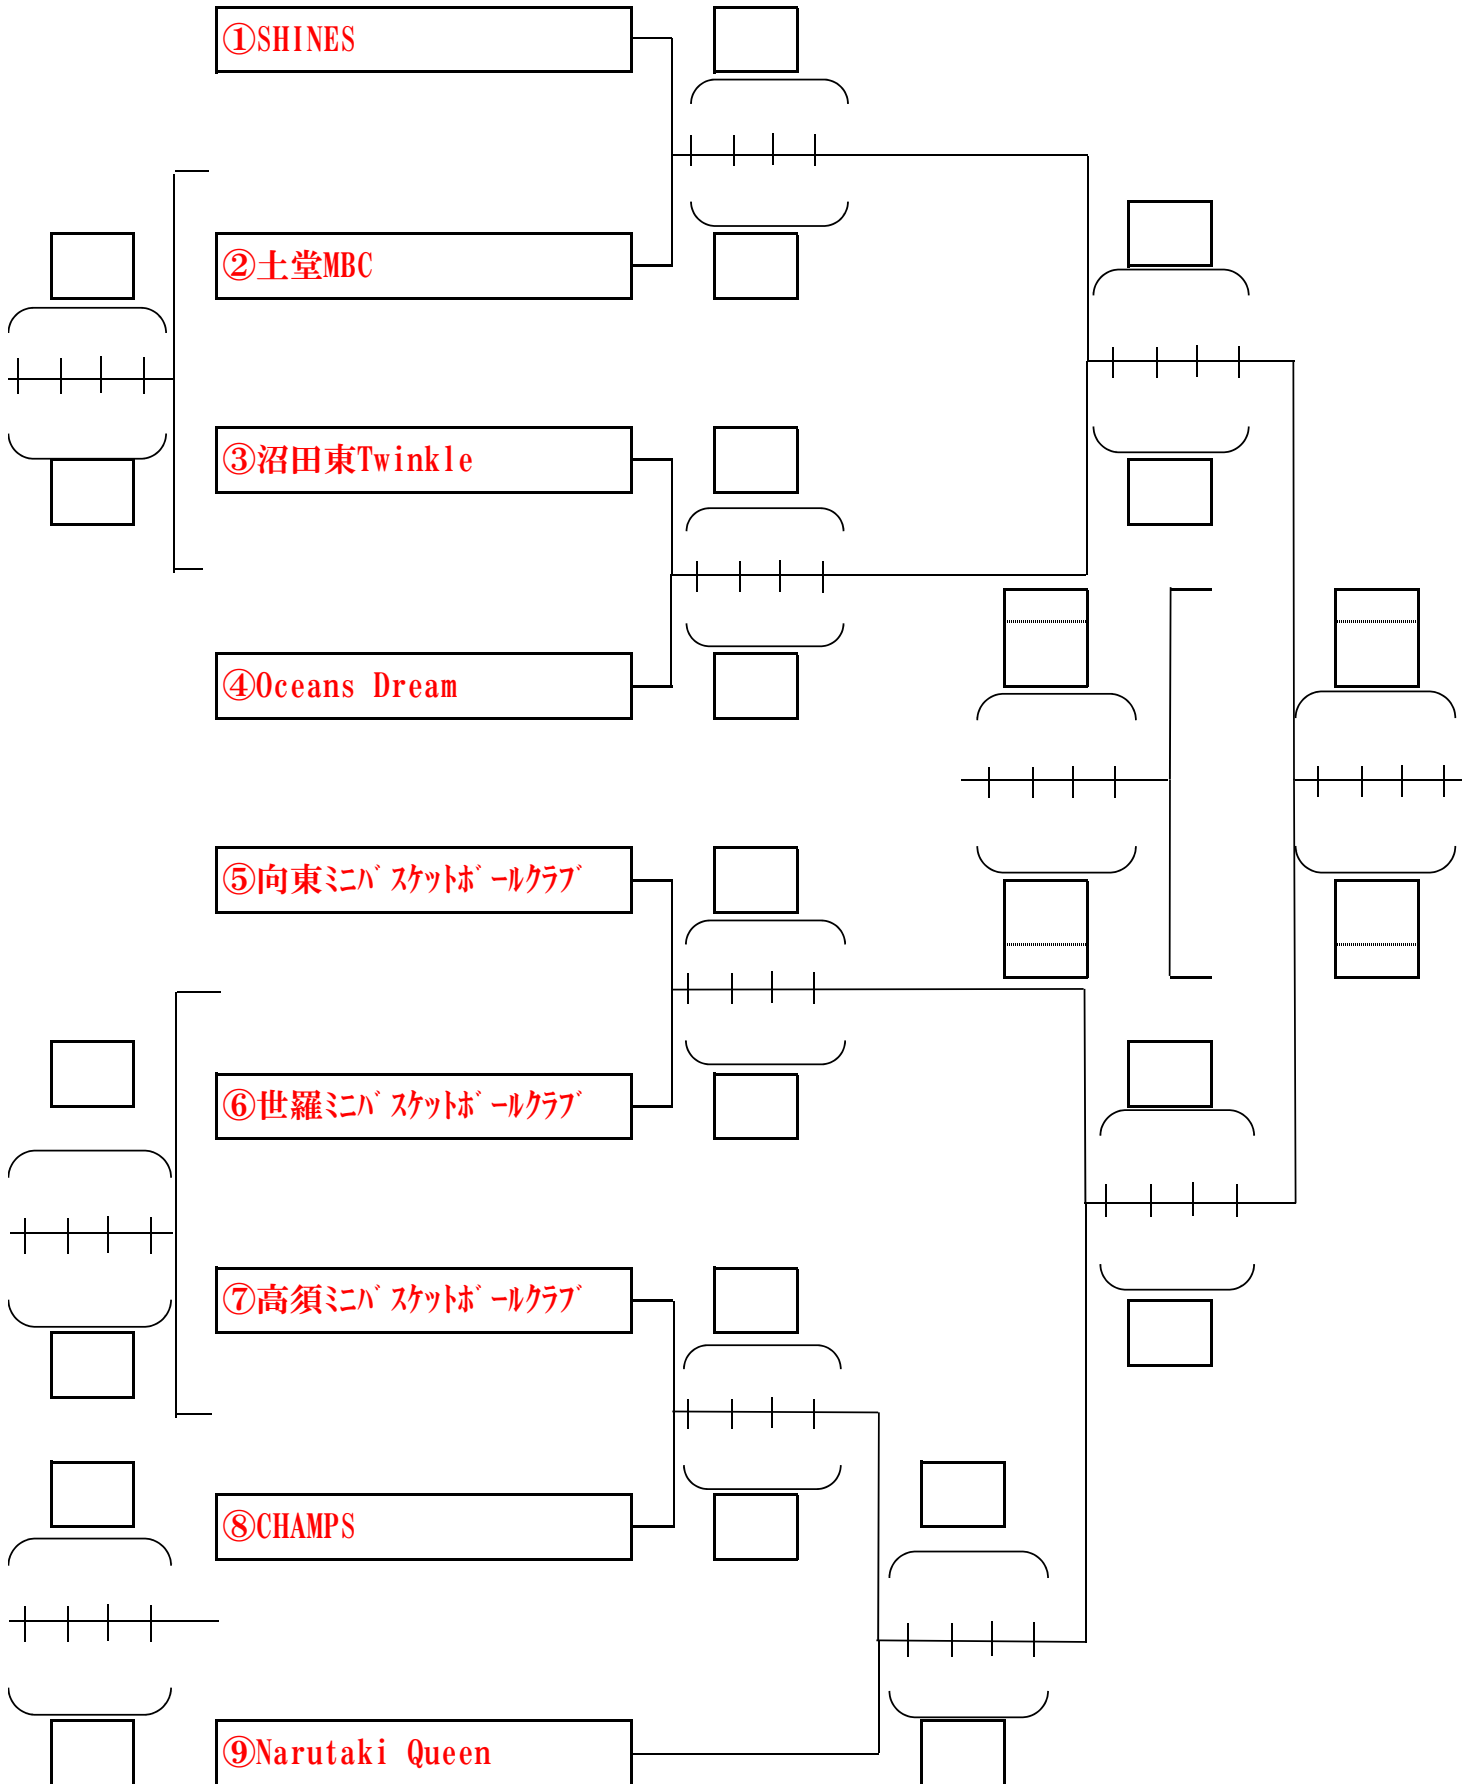 ①SHINES
②土堂MBC
③沼田東Twinkle
④Oceans Dream
⑤向東ﾐﾆﾊﾞｽｹｯﾄﾎﾞｰﾙｸﾗﾌﾞ
⑥世羅ﾐﾆﾊﾞｽｹｯﾄﾎﾞｰﾙｸﾗﾌﾞ
⑦高須ﾐﾆﾊﾞｽｹｯﾄﾎﾞｰﾙｸﾗﾌﾞ
⑧CHAMPS
⑨Narutaki Queen